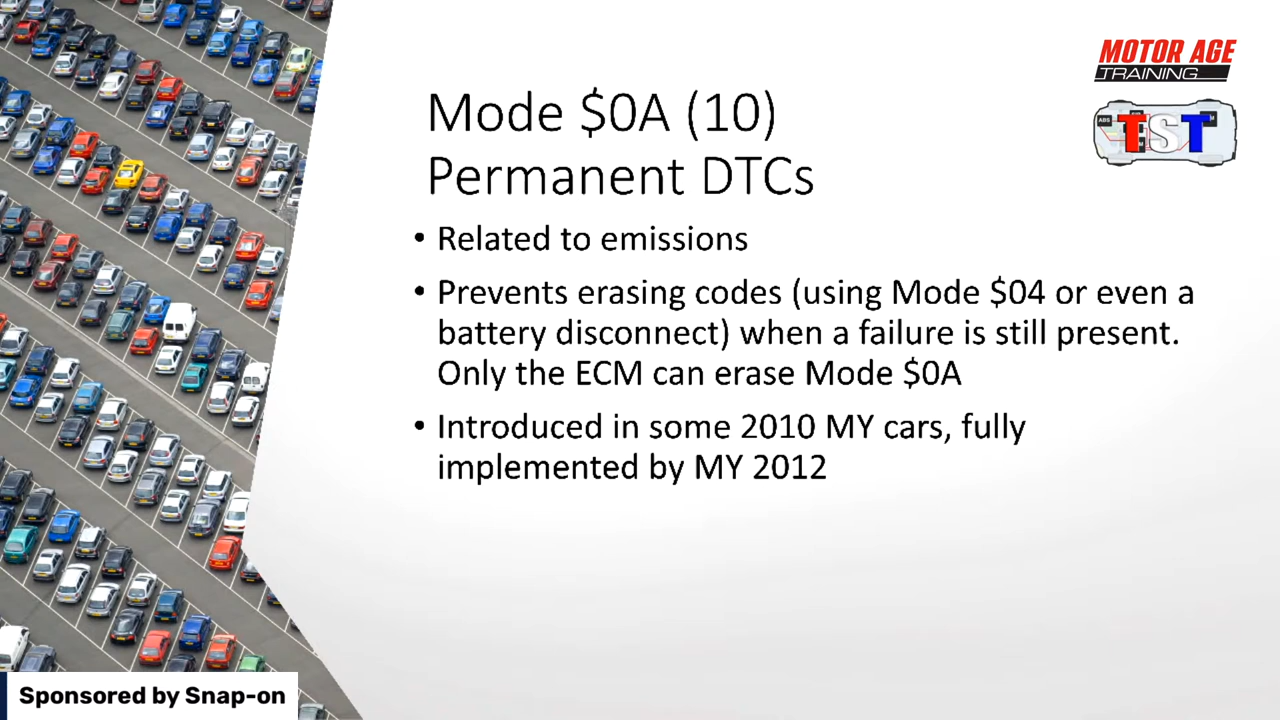 MOTOR AGE
TRAINING
TST
ABS
Mode $0A (10)
Permanent DTCs
• Related to emissions
• Prevents erasing codes (using Mode $04 or even a
battery disconnect) when a failure is still present.
Only the ECM can erase Mode $0A
• Introduced in some 2010 MY cars, fully
implemented by MY 2012
Sponsored by Snap-on